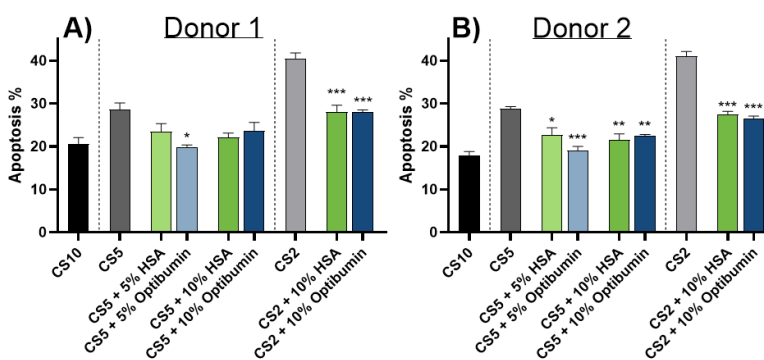 A)
Donor 1
Apoptosis %
40
30
20
10
0
*
***
***
CS10
CS5
CS5 + 5% HSA
CS5 + 5% Optibumin
CS5 + 10% HSA
CS5 + 10% Optibumin
CS2
CS2 + 10% HSA
CS2 + 10% Optibumin
B)
Donor 2
Apoptosis %
40
30
20
10
0
*
***
**
**
***
***
CS10
CS5
CS5 + 5% HSA
CS5 + 5% Optibumin
CS5 + 10% HSA
CS5 + 10% Optibumin
CS2
CS2 + 10% HSA
CS2 + 10% Optibumin